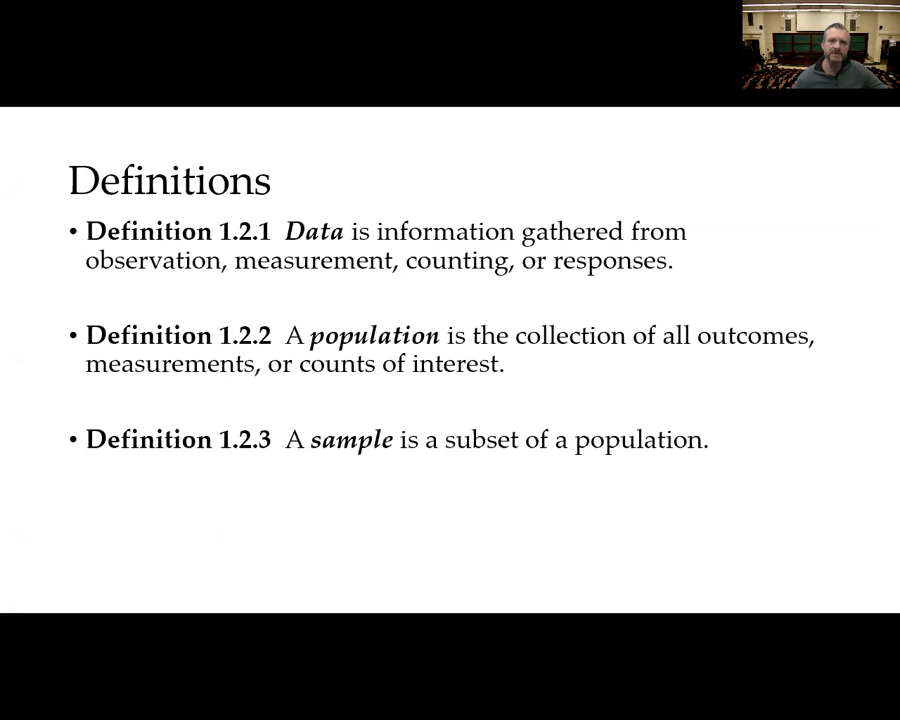 Definitions
• Definition 1.2.1 Data is information gathered from
observation, measurement, counting, or responses.
• Definition 1.2.2 A population is the collection of all outcomes,
measurements, or counts of interest.
• Definition 1.2.3 A sample is a subset of a population.